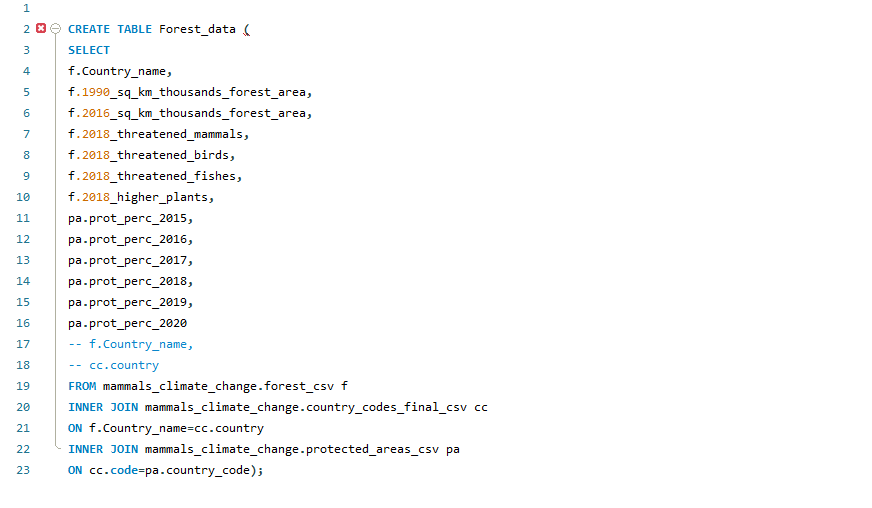 1
2 CREATE TABLE Forest_data (
3 SELECT
4 f.Country_name,
5 f.1990_sq_km_thousands_forest_area,
6 f.2016_sq_km_thousands_forest_area,
7 f.2018_threatened_mammals,
8 f.2018_threatened_birds,
9 f.2018_threatened_fishes,
10 f.2018_higher_plants,
11 pa.prot_perc_2015,
12 pa.prot_perc_2016,
13 pa.prot_perc_2017,
14 pa.prot_perc_2018,
15 pa.prot_perc_2019,
16 pa.prot_perc_2020
17 -- f.Country_name,
18 -- cc.country
19 FROM mammals_climate_change.forest_csv f
20 INNER JOIN mammals_climate_change.country_codes_final_csv cc
21 ON f.Country_name=cc.country
22 INNER JOIN mammals_climate_change.protected_areas_csv pa
23 ON cc.code=pa.country_code);